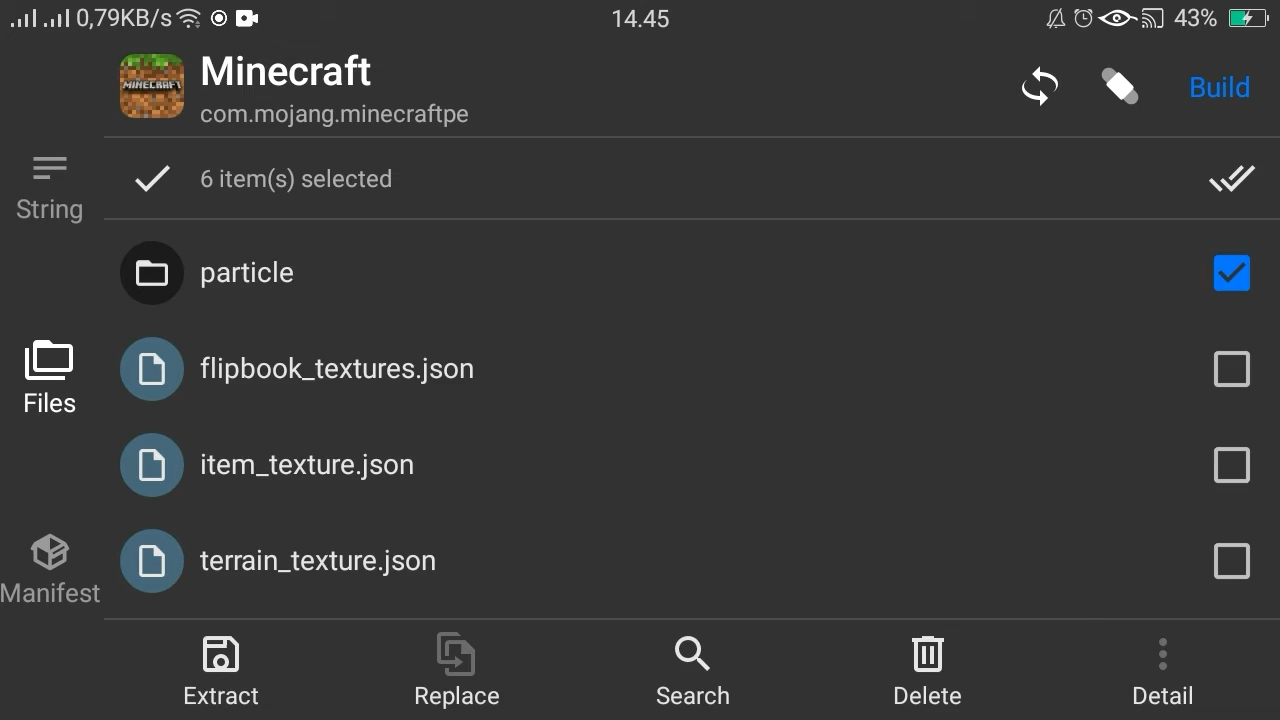 0,79KB/s 14.45 43%
Minecraft
com.mojang.minecraftpe
Build
MINECRAFT
6 item(s) selected
String
particle
flipbook_textures.json
Files
item_texture.json
terrain_texture.json
Manifest
Extract Replace Search Delete Detail